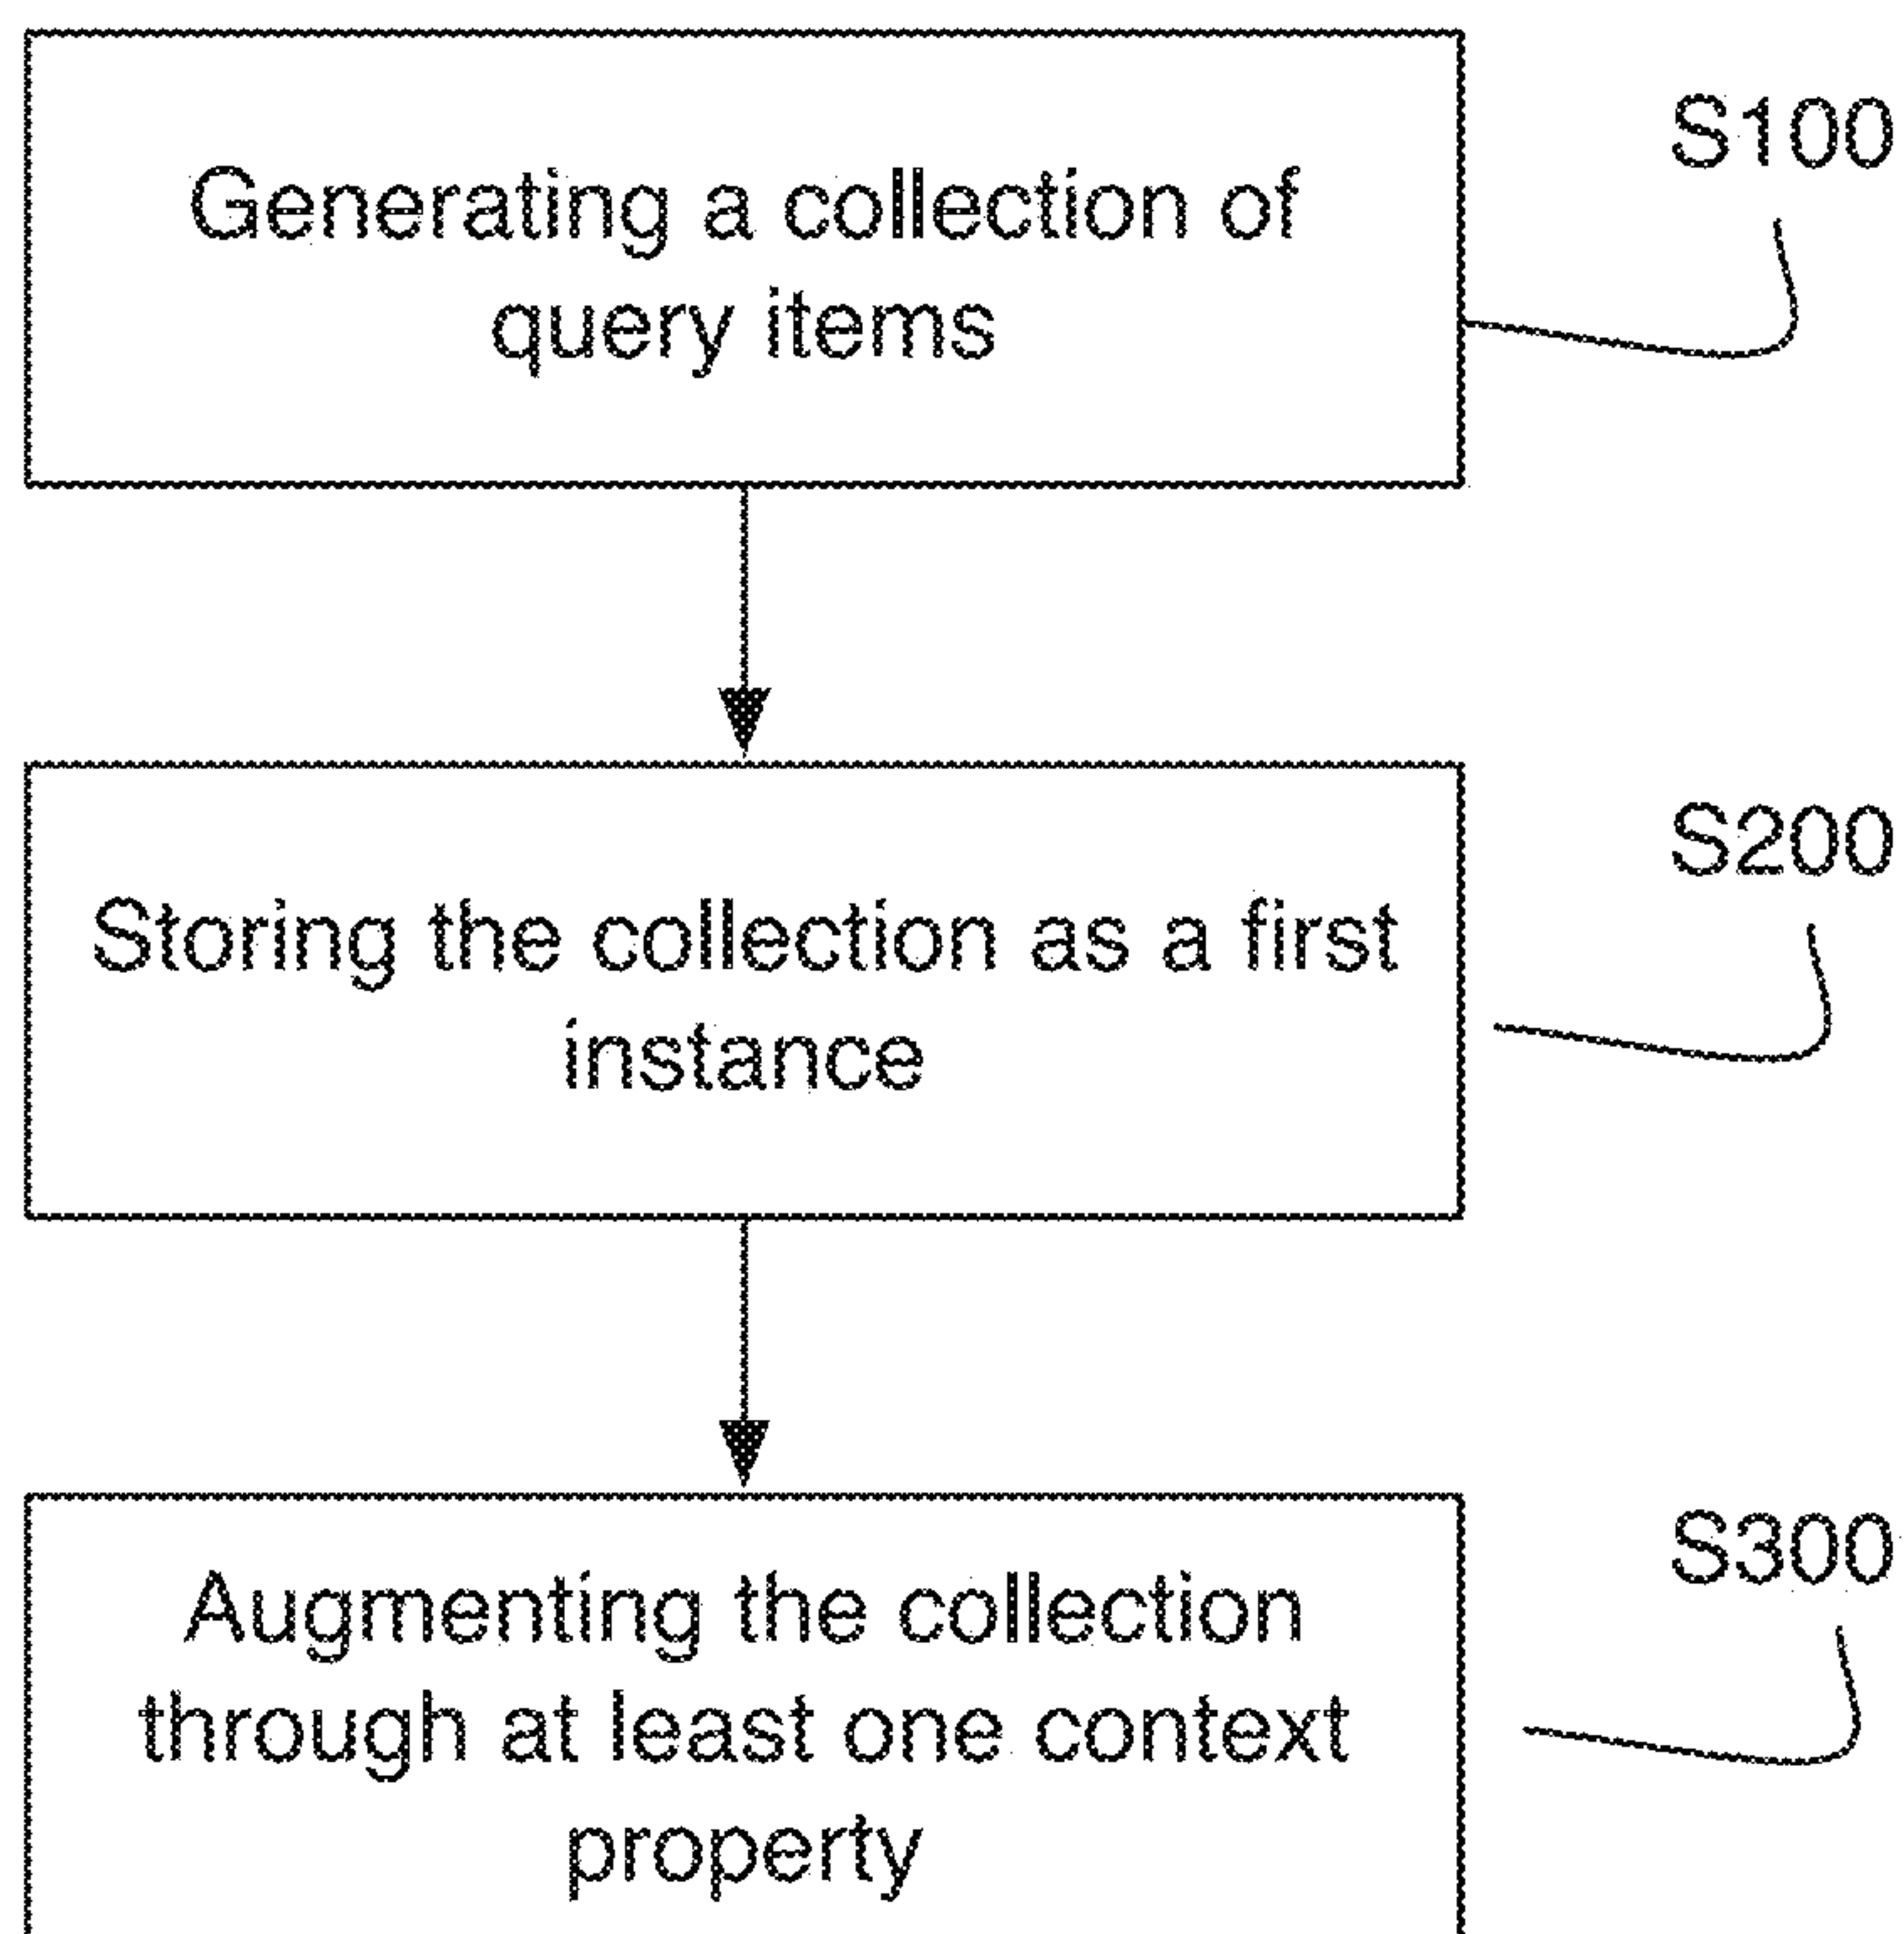 Generating a collection of
query items
S100
Storing the collection as a first
instance
S200
Augmenting the collection
through at least one context
property
S300